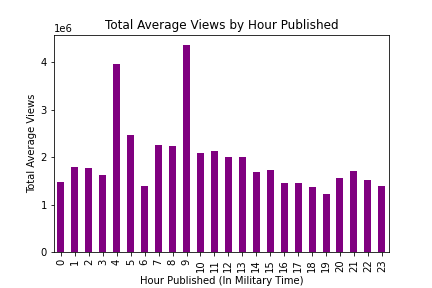 Total Average Views by Hour Published
1e6
4
3
2
1
0
Total Average Views
0 1 2 3 4 5 6 7 8 9 10 11 12 13 14 15 16 17 18 19 20 21 22 23
Hour Published (In Military Time)